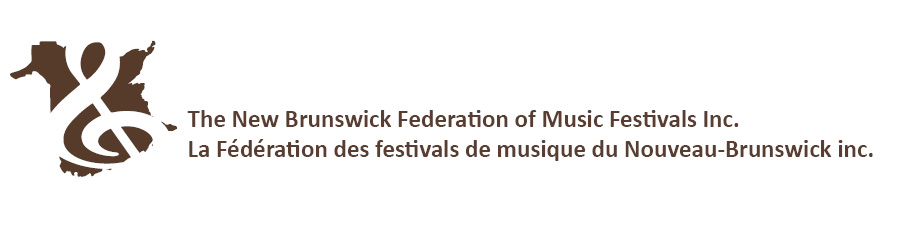 The New Brunswick Federation of Music Festivals Inc.
La Fédération des festivals de musique du Nouveau-Brunswick inc.